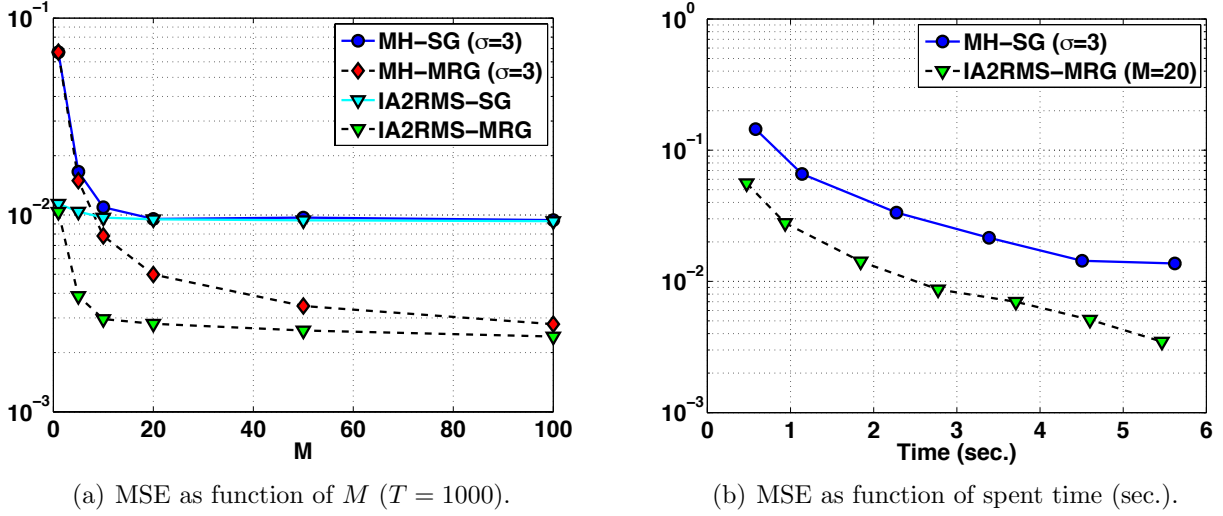 10⁻¹
10⁻²
10⁻³
0 20 40 60 80 100
M
MH−SG (σ=3)
MH−MRG (σ=3)
IA2RMS−SG
IA2RMS−MRG
(a) MSE as function of M (T = 1000).
10⁰
10⁻¹
10⁻²
10⁻³
0 1 2 3 4 5 6
Time (sec.)
MH−SG (σ=3)
IA2RMS−MRG (M=20)
(b) MSE as function of spent time (sec.).